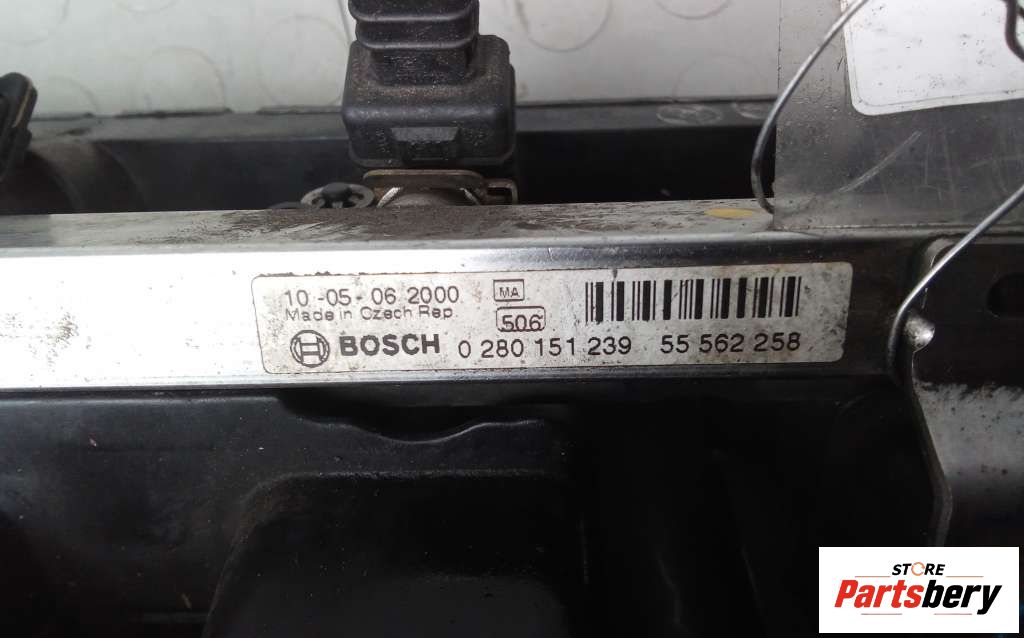 10 -05 - 06 2000 MA
Made in Czech Rep. 506
BOSCH 0 280 151 239 55 562 258
STORE
Partsbery